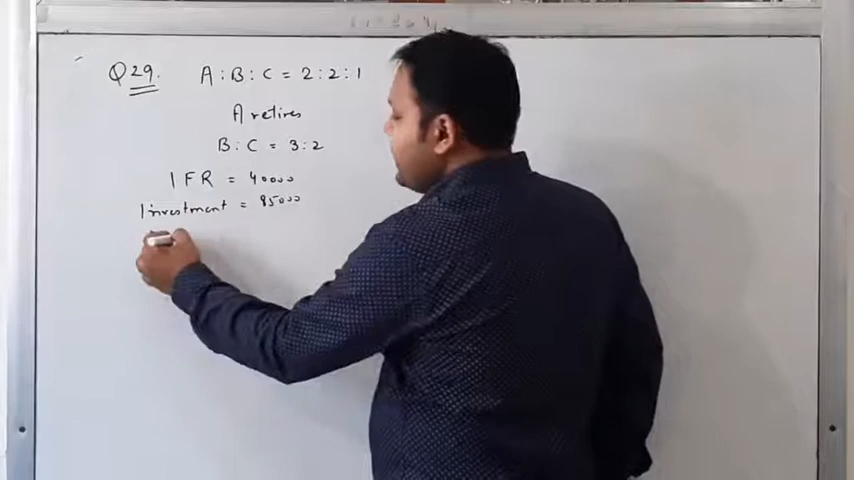 Q29. A:B:C = 2:2:1
A retires
B:C = 3:2
IFR = 40000
Investment = 85000